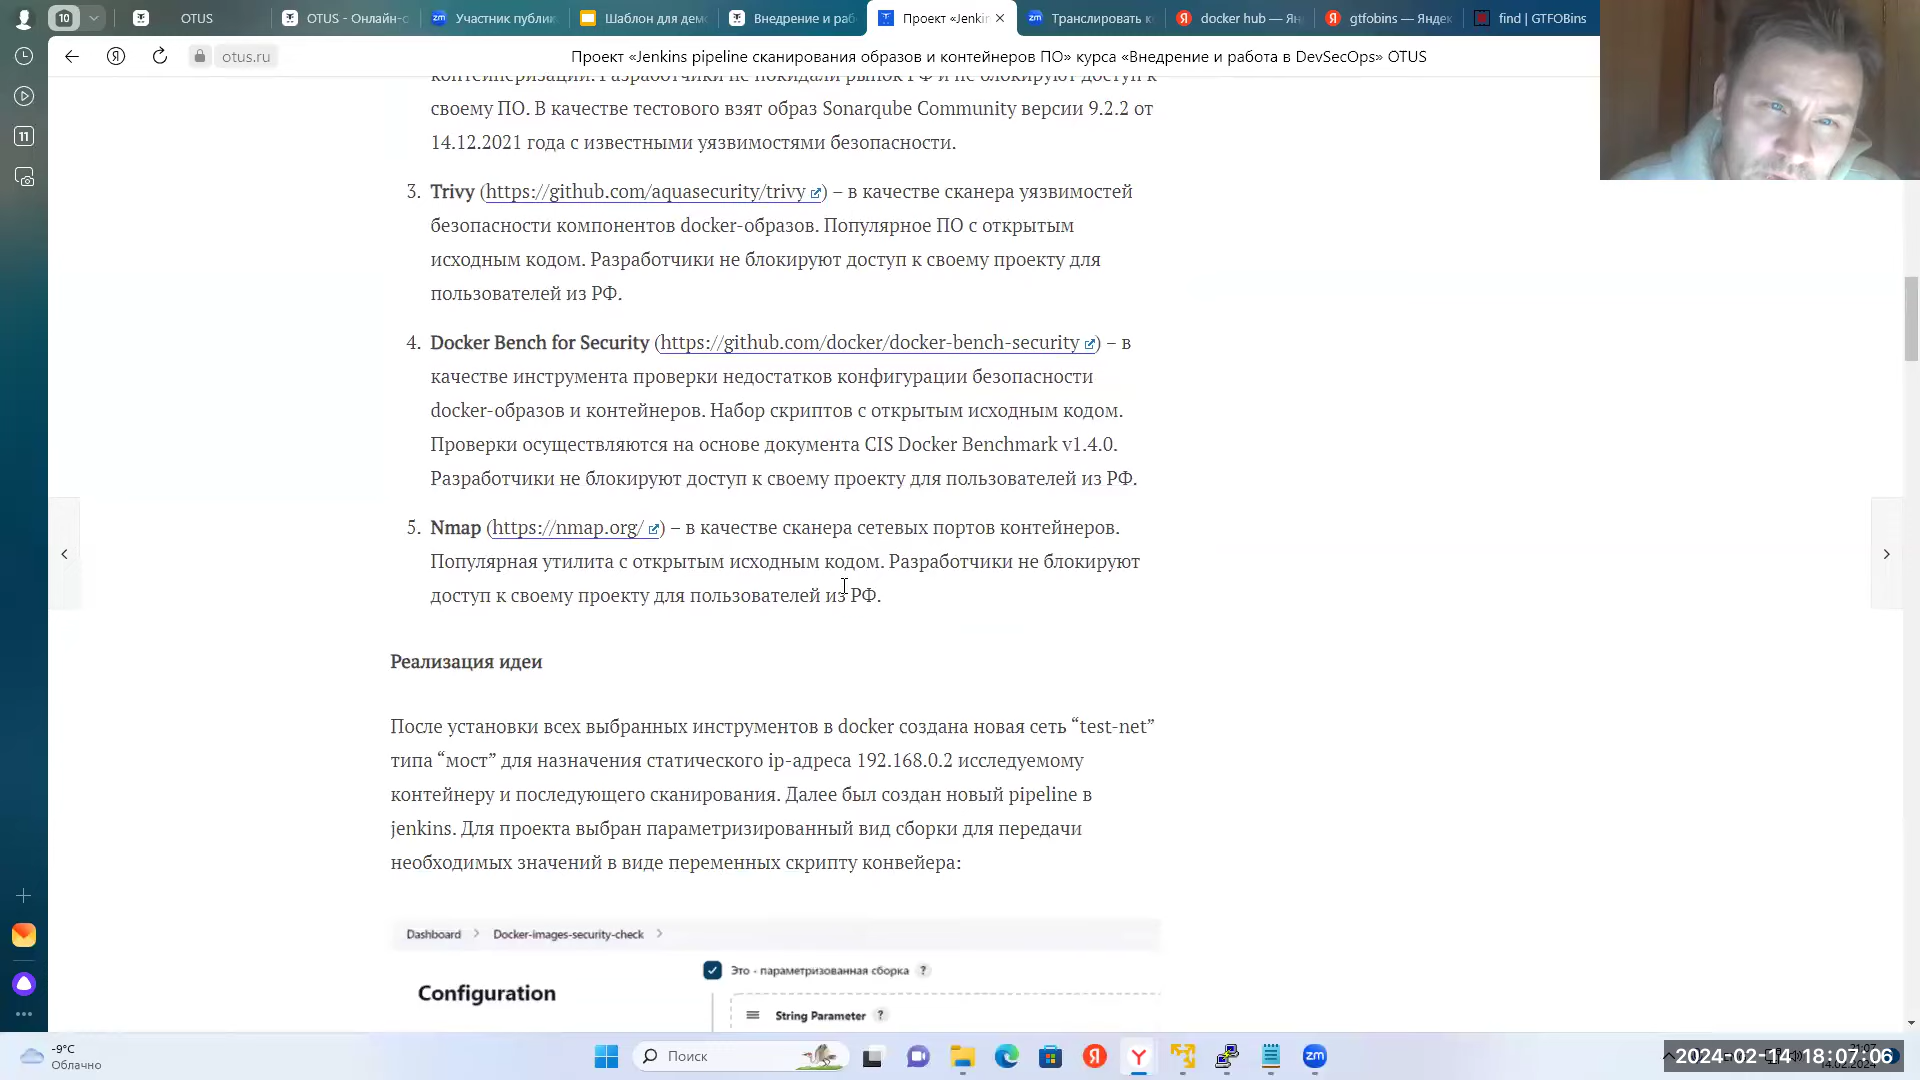 10
OTUS
OTUS - Онлайн-о
Участник публик
Шаблон для дем
Внедрение и раб
Проект «Jenki
Транслировать к
docker hub — Ян
gtfobins — Яндек
find | GTFOBins
otus.ru
Проект «Jenkins pipeline сканирования образов и контейнеров ПО» курса «Внедрение и работа в DevSecOps» OTUS
11
контейнеризации. Разработчики не покидали рынок РФ и не блокируют доступ к
своему ПО. В качестве тестового взят образ Sonarqube Community версии 9.2.2 от
14.12.2021 года с известными уязвимостями безопасности.
3. Trivy (https://github.com/aquasecurity/trivy) – в качестве сканера уязвимостей
безопасности компонентов docker-образов. Популярное ПО с открытым
исходным кодом. Разработчики не блокируют доступ к своему проекту для
пользователей из РФ.
4. Docker Bench for Security (https://github.com/docker/docker-bench-security) – в
качестве инструмента проверки недостатков конфигурации безопасности
docker-образов и контейнеров. Набор скриптов с открытым исходным кодом.
Проверки осуществляются на основе документа CIS Docker Benchmark v1.4.0.
Разработчики не блокируют доступ к своему проекту для пользователей из РФ.
5. Nmap (https://nmap.org/) – в качестве сканера сетевых портов контейнеров.
Популярная утилита с открытым исходным кодом. Разработчики не блокируют
доступ к своему проекту для пользователей из РФ.
Реализация идеи
После установки всех выбранных инструментов в docker создана новая сеть “test-net”
типа “мост” для назначения статического ip-адреса 192.168.0.2 исследуемому
контейнеру и последующего сканирования. Далее был создан новый pipeline в
jenkins. Для проекта выбран параметризированный вид сборки для передачи
необходимых значений в виде переменных скрипту конвейера:
Dashboard > Docker-images-security-check >
Это - параметризованная сборка ?
Configuration
String Parameter ?
-9°C
Облачно
Поиск
2024-02-14 18:07:06